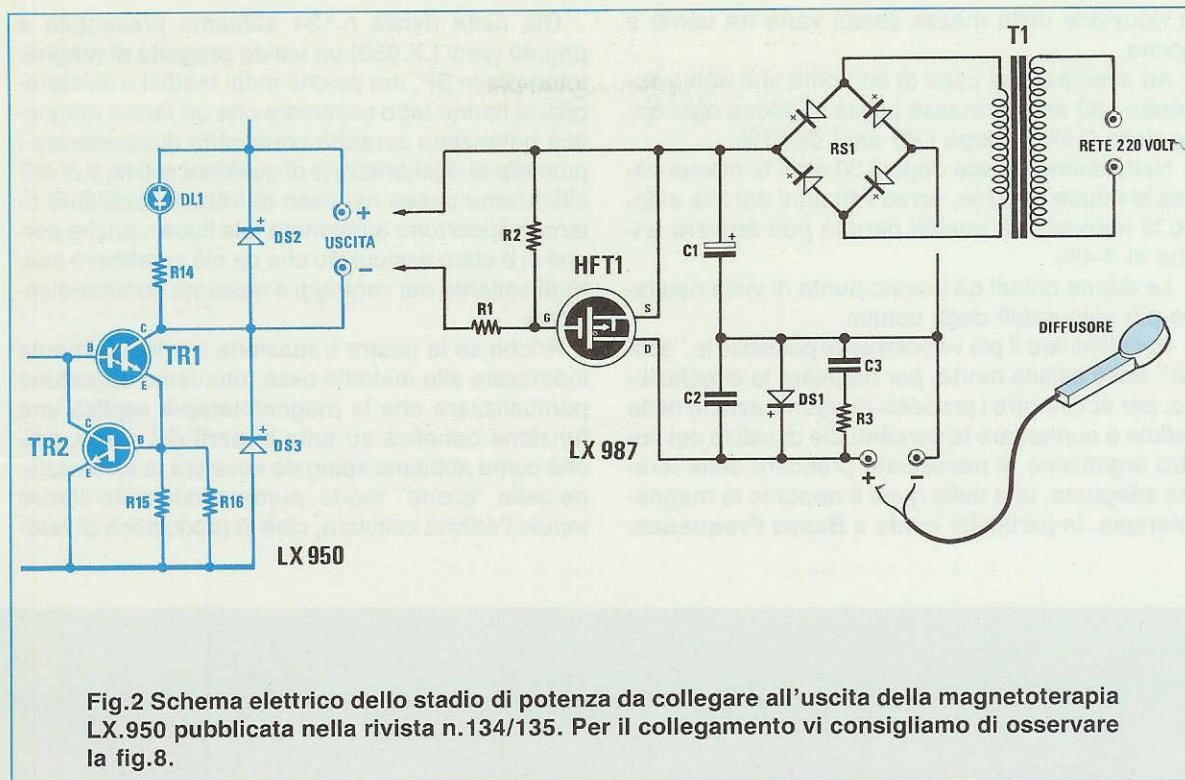 T1
RS1
RETE 220 VOLT
DL1
DS2
+
USCITA
-
R14
R2
C1
HFT1
G
S
D
R1
DIFFUSORE
B
C
TR1
E
C3
C2
DS1
TR2
C
B
E
DS3
LX 987
R3
+
-
R15
R16
LX 950
Fig.2 Schema elettrico dello stadio di potenza da collegare all'uscita della magnetoterapia
LX.950 pubblicata nella rivista n.134/135. Per il collegamento vi consigliamo di osservare
la fig.8.